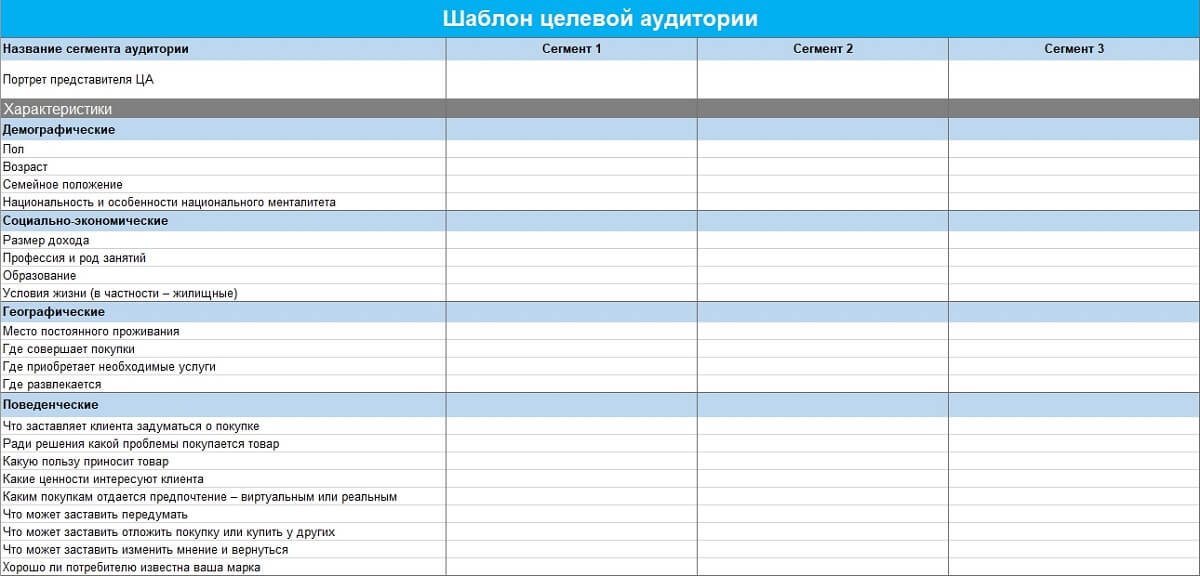 Шаблон целевой аудитории
Название сегмента аудитории Сегмент 1 Сегмент 2 Сегмент 3
Портрет представителя ЦА
Характеристики
Демографические
Пол
Возраст
Семейное положение
Национальность и особенности национального менталитета
Социально-экономические
Размер дохода
Профессия и род занятий
Образование
Условия жизни (в частности – жилищные)
Географические
Место постоянного проживания
Где совершает покупки
Где приобретает необходимые услуги
Где развлекается
Поведенческие
Что заставляет клиента задуматься о покупке
Ради решения какой проблемы покупается товар
Какую пользу приносит товар
Какие ценности интересуют клиента
Каким покупкам отдается предпочтение – виртуальным или реальным
Что может заставить передумать
Что может заставить отложить покупку или купить у других
Что может заставить изменить мнение и вернуться
Хорошо ли потребителю известна ваша марка